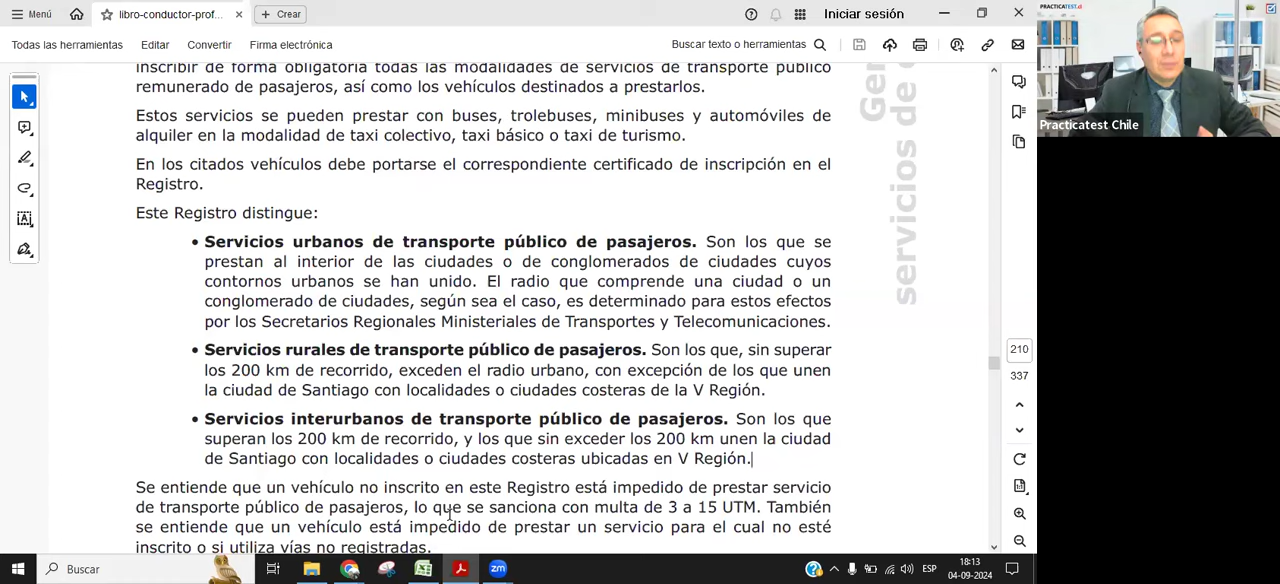 Menú
libro-conductor-prof...
Crear
Iniciar sesión
Todas las herramientas
Editar
Convertir
Firma electrónica
Buscar texto o herramientas
inscribir de forma obligatoria todas las modalidades de servicios de transporte público
remunerado de pasajeros, así como los vehículos destinados a prestarlos.
Estos servicios se pueden prestar con buses, trolebuses, minibuses y automóviles de
alquiler en la modalidad de taxi colectivo, taxi básico o taxi de turismo.
En los citados vehículos debe portarse el correspondiente certificado de inscripción en el
Registro.
Este Registro distingue:
• Servicios urbanos de transporte público de pasajeros. Son los que se
prestan al interior de las ciudades o de conglomerados de ciudades cuyos
contornos urbanos se han unido. El radio que comprende una ciudad o un
conglomerado de ciudades, según sea el caso, es determinado para estos efectos
por los Secretarios Regionales Ministeriales de Transportes y Telecomunicaciones.
• Servicios rurales de transporte público de pasajeros. Son los que, sin superar
los 200 km de recorrido, exceden el radio urbano, con excepción de los que unen
la ciudad de Santiago con localidades o ciudades costeras de la V Región.
• Servicios interurbanos de transporte público de pasajeros. Son los que
superan los 200 km de recorrido, y los que sin exceder los 200 km unen la ciudad
de Santiago con localidades o ciudades costeras ubicadas en V Región.
Se entiende que un vehículo no inscrito en este Registro está impedido de prestar servicio
de transporte público de pasajeros, lo que se sanciona con multa de 3 a 15 UTM. También
se entiende que un vehículo está impedido de prestar un servicio para el cual no esté
inscrito o si utiliza vías no registradas.
Gen
servicios de
210
337
PRACTICATEST.cl
Practicatest Chile
Buscar
zm
ESP
18:13
04-09-2024